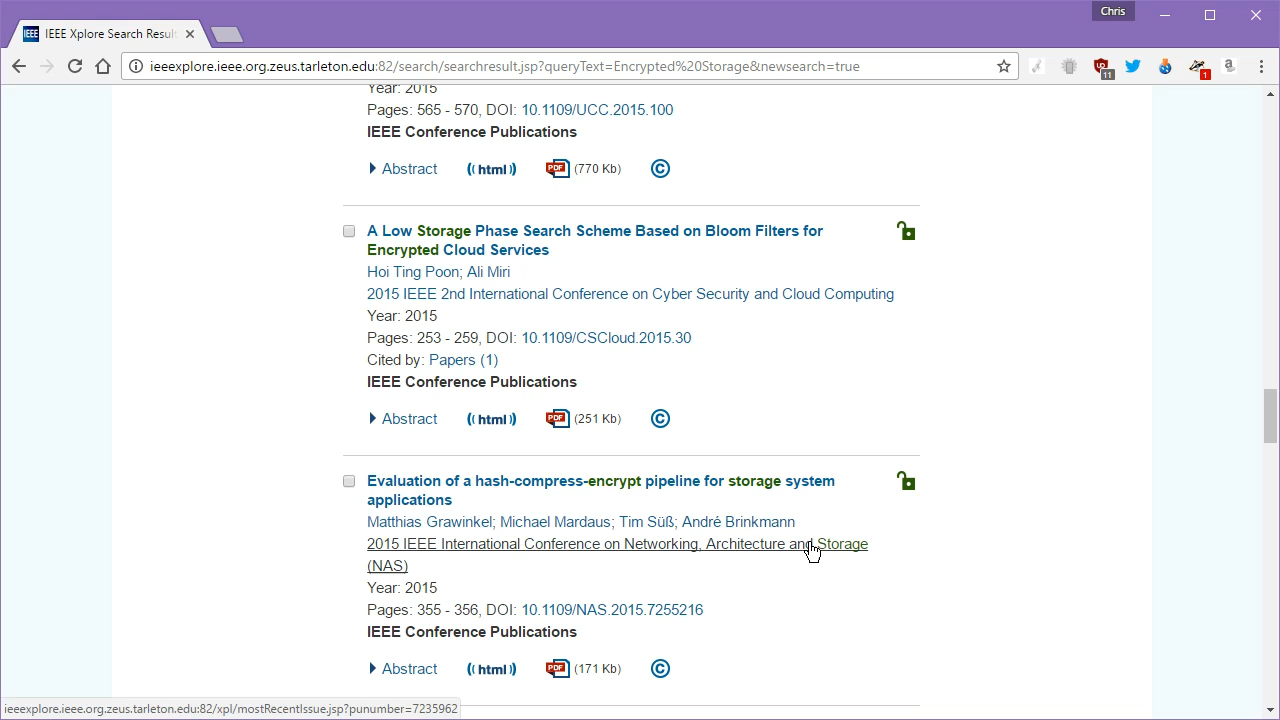 Chris
IEEE IEEE Xplore Search Resul
ieeexplore.ieee.org.zeus.tarleton.edu:82/search/searchresult.jsp?queryText=Encrypted%20Storage&newsearch=true
11
1
a
Year: 2015
Pages: 565 - 570, DOI: 10.1109/UCC.2015.100
IEEE Conference Publications
Abstract ((html)) PDF (770 Kb) ©
A Low Storage Phase Search Scheme Based on Bloom Filters for
Encrypted Cloud Services
Hoi Ting Poon; Ali Miri
2015 IEEE 2nd International Conference on Cyber Security and Cloud Computing
Year: 2015
Pages: 253 - 259, DOI: 10.1109/CSCloud.2015.30
Cited by: Papers (1)
IEEE Conference Publications
Abstract ((html)) PDF (251 Kb) ©
Evaluation of a hash-compress-encrypt pipeline for storage system
applications
Matthias Grawinkel; Michael Mardaus; Tim Süß; André Brinkmann
2015 IEEE International Conference on Networking, Architecture and Storage
(NAS)
Year: 2015
Pages: 355 - 356, DOI: 10.1109/NAS.2015.7255216
IEEE Conference Publications
Abstract ((html)) PDF (171 Kb) ©
ieeexplore.ieee.org.zeus.tarleton.edu:82/xpl/mostRecentIssue.jsp?punumber=7235962